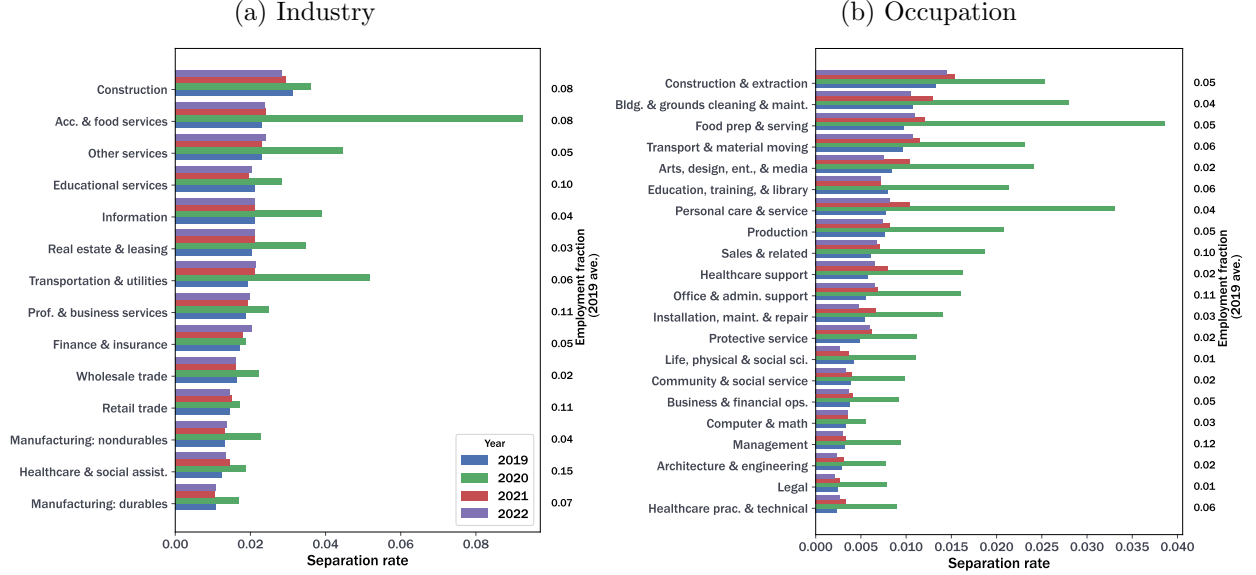 (a) Industry
Construction 0.08
Acc. & food services 0.08
Other services 0.05
Educational services 0.10
Information 0.04
Real estate & leasing 0.03
Transportation & utilities 0.06
Prof. & business services 0.11
Finance & insurance 0.05
Wholesale trade 0.02
Retail trade 0.11
Manufacturing: nondurables 0.04
Healthcare & social assist. 0.15
Manufacturing: durables 0.07
Employment fraction
(2019 ave.)
Year
2019
2020
2021
2022
0.00 0.02 0.04 0.06 0.08
Separation rate
(b) Occupation
Construction & extraction 0.05
Bldg. & grounds cleaning & maint. 0.04
Food prep & serving 0.05
Transport & material moving 0.06
Arts, design, ent., & media 0.02
Education, training, & library 0.06
Personal care & service 0.04
Production 0.05
Sales & related 0.10
Healthcare support 0.02
Office & admin. support 0.11
Installation, maint. & repair 0.03
Protective service 0.02
Life, physical & social sci. 0.01
Community & social service 0.02
Business & financial ops. 0.05
Computer & math 0.03
Management 0.12
Architecture & engineering 0.02
Legal 0.01
Healthcare prac. & technical 0.06
Employment fraction
(2019 ave.)
0.000 0.005 0.010 0.015 0.020 0.025 0.030 0.035 0.040
Separation rate